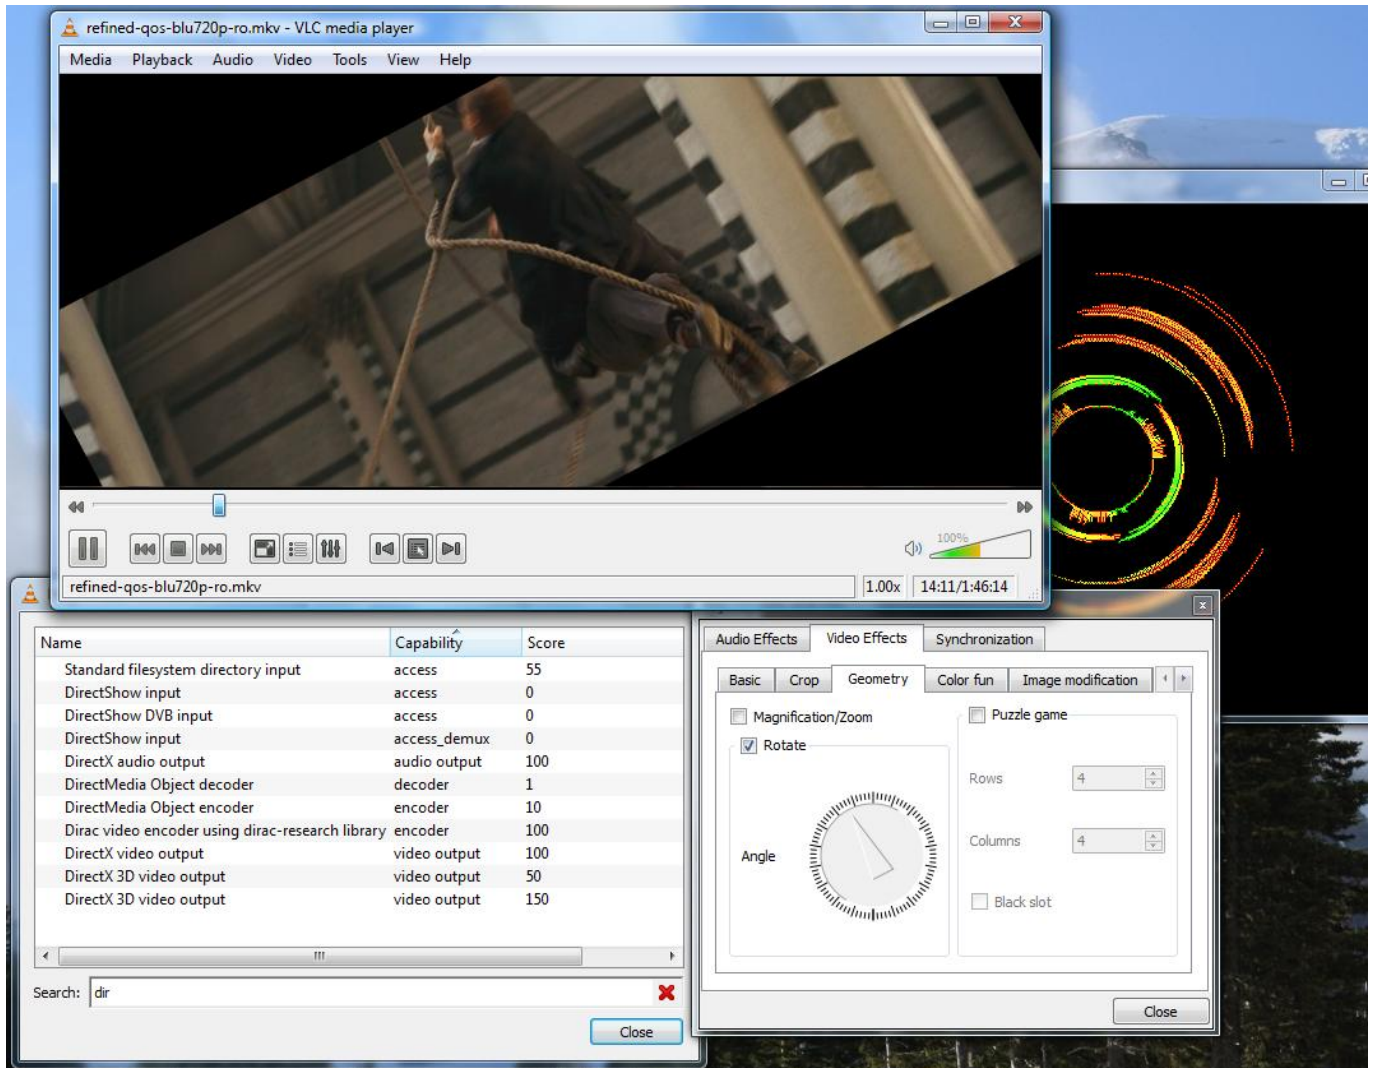 refined-qos-blu720p-ro.mkv - VLC media player
Media Playback Audio Video Tools View Help
100%
refined-qos-blu720p-ro.mkv 1.00x 14:11/1:46:14
Name Capability Score
Standard filesystem directory input access 55
DirectShow input access 0
DirectShow DVB input access 0
DirectShow input access_demux 0
DirectX audio output audio output 100
DirectMedia Object decoder decoder 1
DirectMedia Object encoder encoder 10
Dirac video encoder using dirac-research library encoder 100
DirectX video output video output 100
DirectX 3D video output video output 50
DirectX 3D video output video output 150
Search: dir
Close
Audio Effects Video Effects Synchronization
Basic Crop Geometry Color fun Image modification
Magnification/Zoom Puzzle game
Rotate
Rows 4
Columns 4
Angle
Black slot
Close